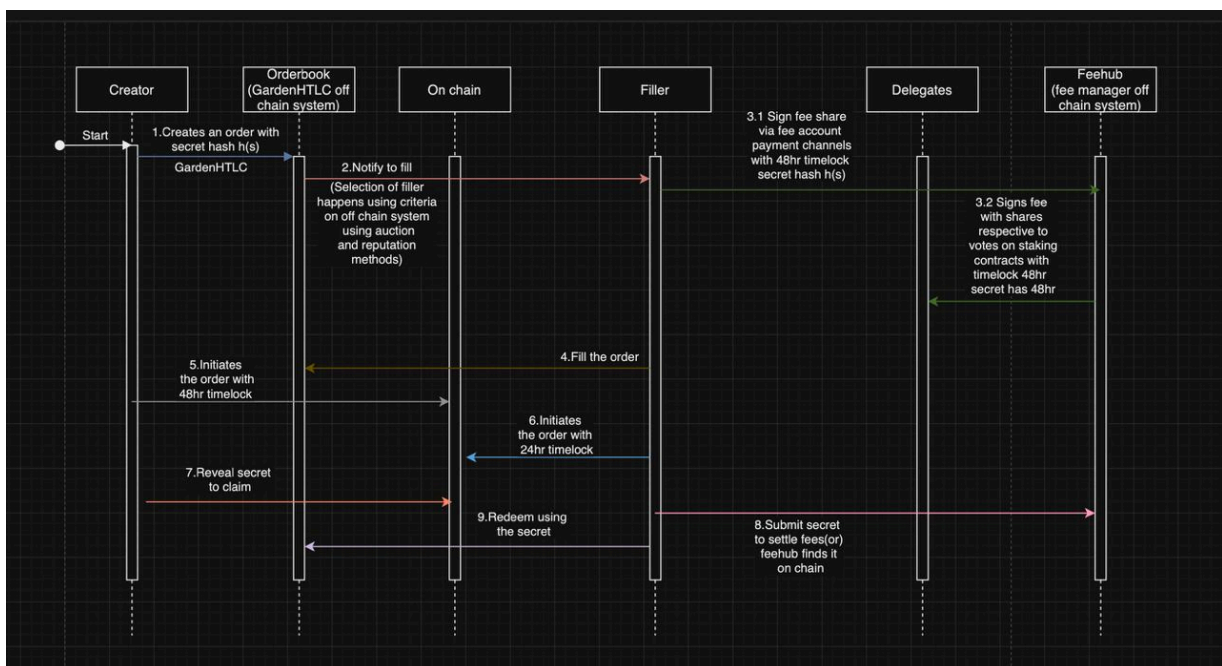 Creator
Orderbook
(GardenHTLC off
chain system)
On chain
Filler
Delegates
Feehub
(fee manager off
chain system)
Start
1.Creates an order with
secret hash h(s)
GardenHTLC
2.Notify to fill
(Selection of filler
happens using criteria
on off chain system
using auction
and reputation
methods)
3.1 Sign fee share
via fee account
payment channels
with 48hr timelock
secret hash h(s)
3.2 Signs fee
with shares
respective to
votes on staking
contracts with
timelock 48hr
secret has 48hr
4.Fill the order
5.Initiates
the order with
48hr timelock
6.Initiates
the order with
24hr timelock
7.Reveal secret
to claim
8.Submit secret
to settle fees(or)
feehub finds it
on chain
9.Redeem using
the secret